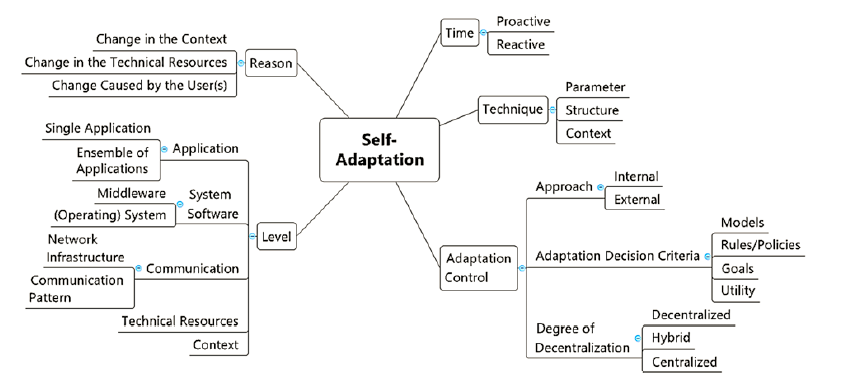 Self-
Adaptation
Time
Proactive
Reactive
Technique
Parameter
Structure
Context
Adaptation
Control
Approach
Internal
External
Adaptation Decision Criteria
Models
Rules/Policies
Goals
Utility
Degree of
Decentralization
Decentralized
Hybrid
Centralized
Reason
Change in the Context
Change in the Technical Resources
Change Caused by the User(s)
Level
Application
Single Application
Ensemble of
Applications
System
Software
Middleware
(Operating) System
Communication
Network
Infrastructure
Communication
Pattern
Technical Resources
Context